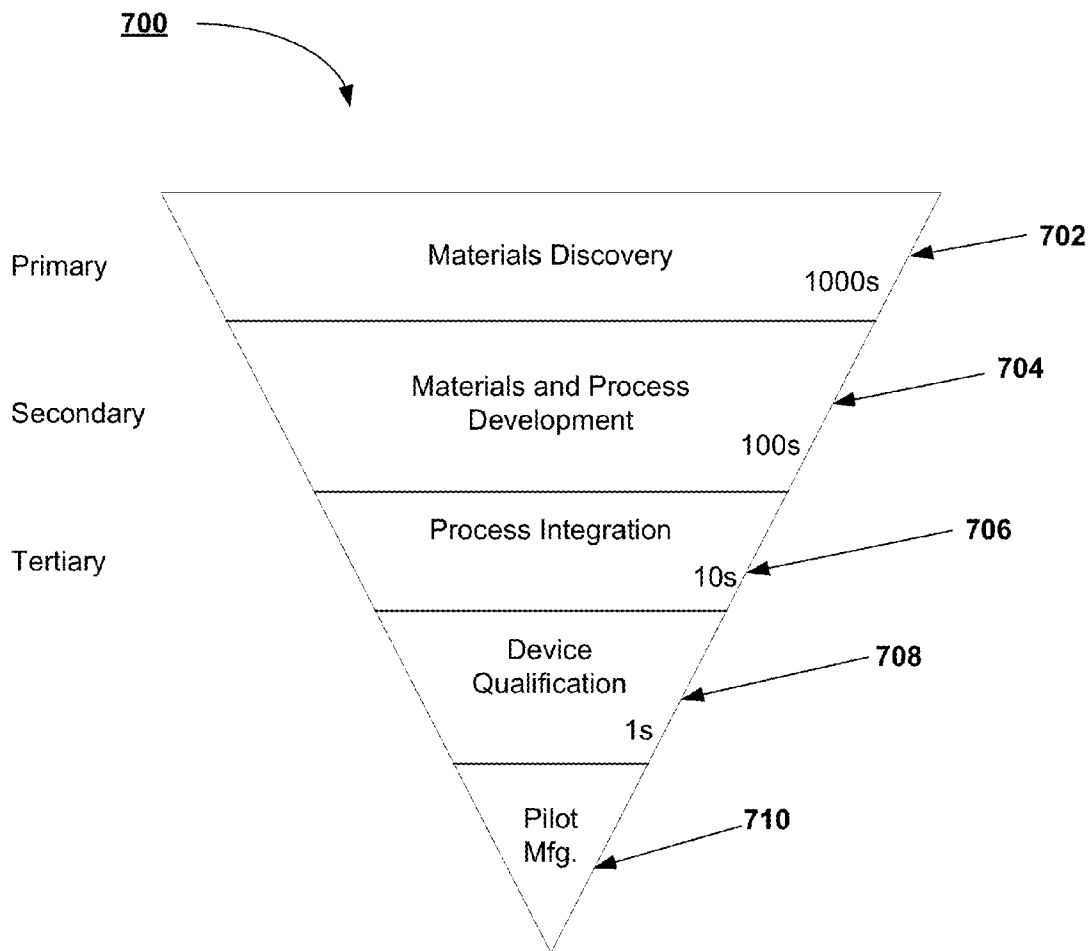 700
702
Primary
Materials Discovery
1000s
704
Secondary
Materials and Process
Development
100s
706
Tertiary
Process Integration
10s
708
Device
Qualification
1s
710
Pilot
Mfg.